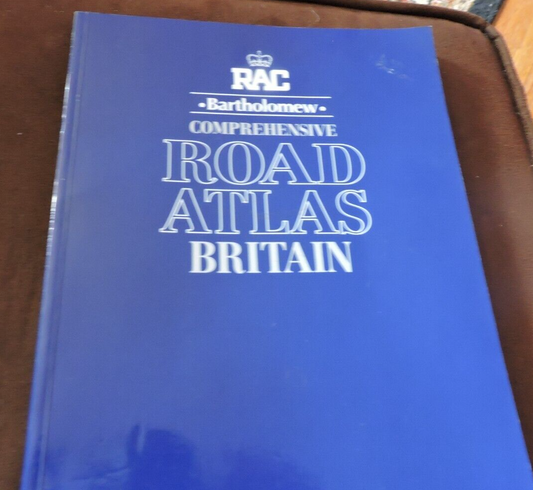 RAC
•Bartholomew•
COMPREHENSIVE
ROAD
ATLAS
BRITAIN